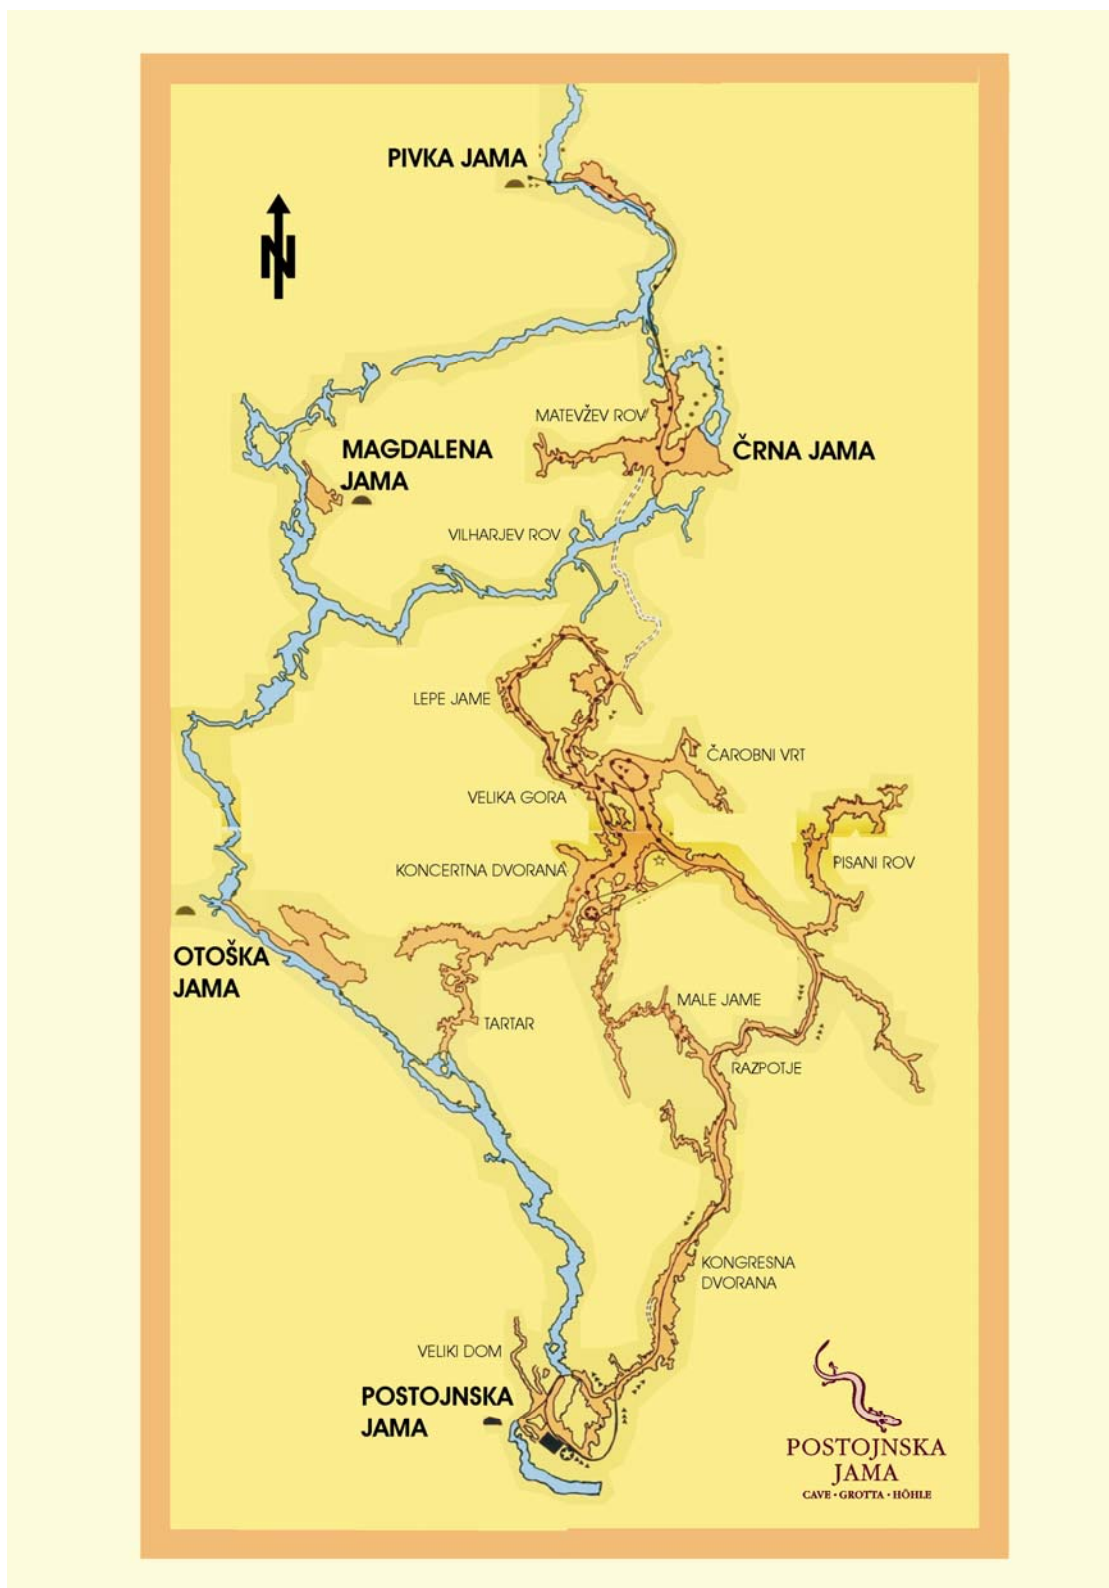 PIVKA JAMA
N
MATEVŽEV ROV
MAGDALENA
JAMA
ČRNA JAMA
VILHARJEV ROV
LEPE JAME
ČAROBNI VRT
VELIKA GORA
KONCERTNA DVORANA
PISANI ROV
OTOŠKA
JAMA
MALE JAME
TARTAR
RAZPOTJE
KONGRESNA
DVORANA
VELIKI DOM
POSTOJNSKA
JAMA
POSTOJNSKA
JAMA
CAVE • GROTTA • HÖHLE